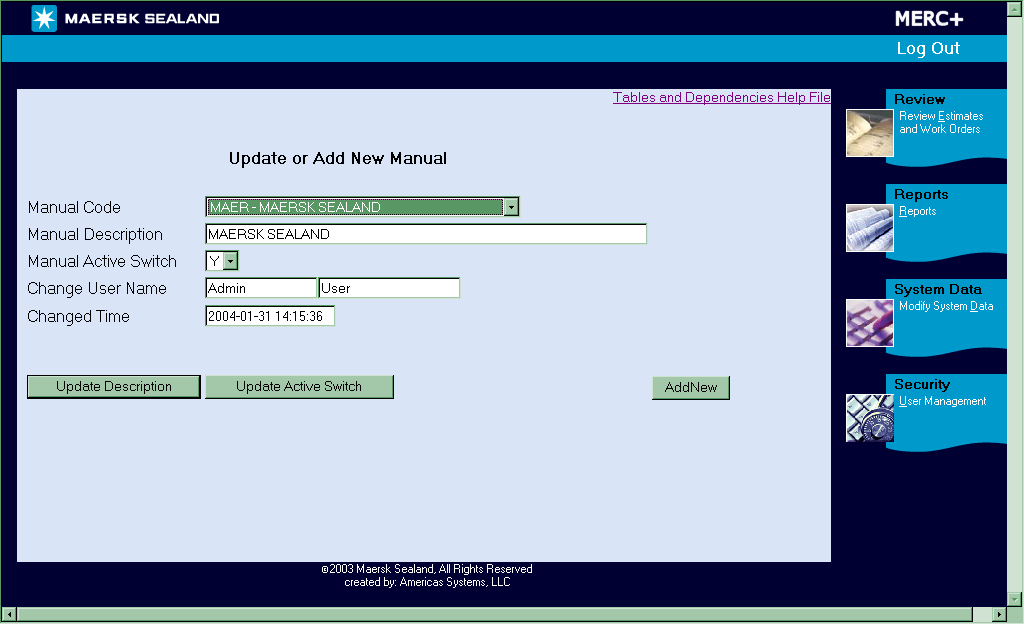 MAERSK SEALAND
MERC+
Log Out
Tables and Dependencies Help File
Update or Add New Manual
Manual Code
MAER - MAERSK SEALAND
Manual Description
MAERSK SEALAND
Manual Active Switch
Y
Change User Name
Admin
User
Changed Time
2004-01-31 14:15:36
Update Description
Update Active Switch
AddNew
Review
Review Estimates
and Work Orders
Reports
Reports
System Data
Modify System Data
Security
User Management
©2003 Maersk Sealand, All Rights Reserved
created by: Americas Systems, LLC